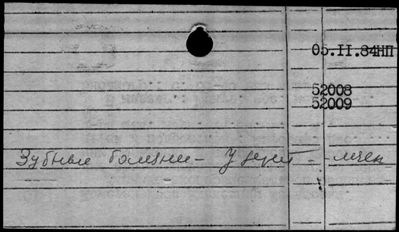 05.II.84НП
52008
52009
Зубные болезни - У детей - лечен